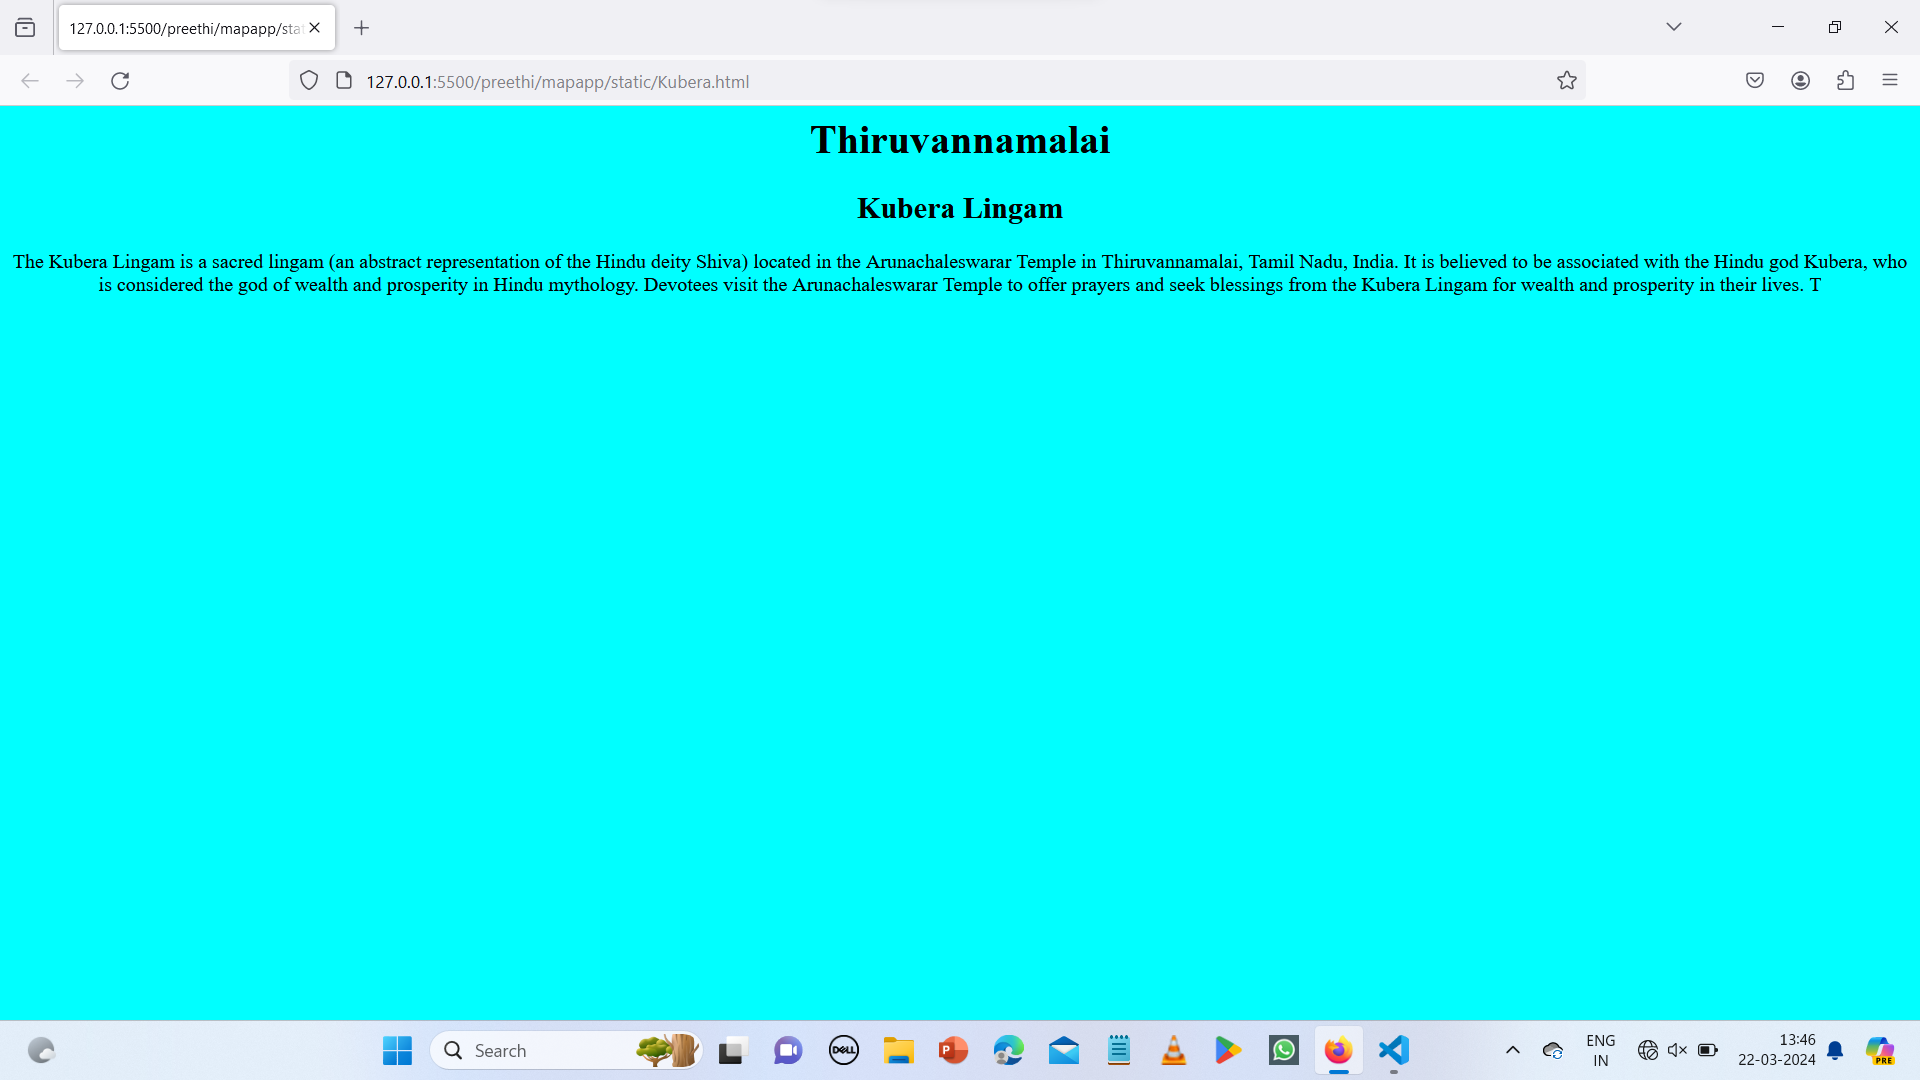 127.0.0.1:5500/preethi/mapapp/stat
127.0.0.1:5500/preethi/mapapp/static/Kubera.html
Thiruvannamalai
Kubera Lingam
The Kubera Lingam is a sacred lingam (an abstract representation of the Hindu deity Shiva) located in the Arunachaleswarar Temple in Thiruvannamalai, Tamil Nadu, India. It is believed to be associated with the Hindu god Kubera, who
is considered the god of wealth and prosperity in Hindu mythology. Devotees visit the Arunachaleswarar Temple to offer prayers and seek blessings from the Kubera Lingam for wealth and prosperity in their lives. T
Search
DELL
P
ENG
IN
13:46
22-03-2024
PRE